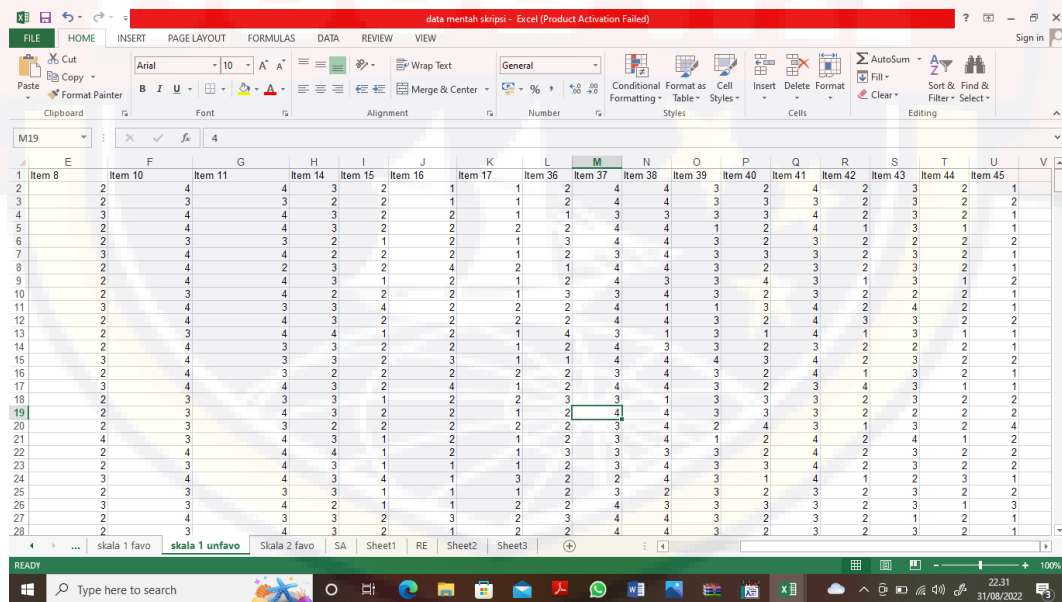 data mentah skripsi - Excel (Product Activation Failed)
FILE HOME INSERT PAGE LAYOUT FORMULAS DATA REVIEW VIEW Sign in
Paste Cut Copy Format Painter
Arial 10 B I U
Wrap Text
Merge & Center
General
Conditional Formatting Format as Table Cell Styles
Insert Delete Format
AutoSum Fill Clear
Sort & Filter Find & Select
Clipboard Font Alignment Number Styles Cells Editing
M19 fx 4
E F G H I J K L M N O P Q R S T U V
1 Item 8 Item 10 Item 11 Item 14 Item 15 Item 16 Item 17 Item 36 Item 37 Item 38 Item 39 Item 40 Item 41 Item 42 Item 43 Item 44 Item 45
2 2 4 4 3 2 1 1 2 4 4 3 2 4 2 3 2 1
3 2 3 3 2 2 1 1 2 4 4 3 3 3 2 3 2 2
4 3 4 4 3 2 2 1 1 3 3 3 3 4 2 3 2 1
5 2 4 4 3 2 2 2 2 4 4 1 2 4 1 3 1 1
6 2 3 3 2 1 2 1 3 4 4 3 2 3 2 2 2 2
7 3 4 4 2 2 2 1 2 3 4 3 2 3 2 3 2 1
8 2 4 2 3 2 4 2 1 4 4 3 2 3 2 3 2 1
9 2 4 4 3 1 2 1 2 4 3 3 4 3 1 3 1 2
10 2 3 4 2 2 2 1 3 3 4 3 2 3 2 2 2 1
11 3 4 3 3 4 2 2 2 4 1 1 3 4 2 4 2 1
12 2 4 4 3 2 2 2 2 4 4 3 2 4 3 3 2 2
13 2 3 4 4 1 2 1 4 3 1 3 1 4 1 3 2 1
14 2 4 3 3 2 2 1 2 4 3 3 2 3 2 2 2 1
15 3 4 3 3 2 3 1 1 4 4 4 3 4 2 3 2 2
16 2 4 3 2 2 2 2 2 3 4 3 2 4 1 3 2 1
17 3 4 4 3 2 4 1 2 4 4 3 2 3 4 3 1 1
18 2 3 3 3 1 2 2 3 3 1 3 3 3 2 3 2 1
19 2 3 4 3 2 2 1 2 4 4 3 3 3 2 2 2 2
20 2 3 3 2 2 2 2 2 3 4 2 4 3 1 3 2 4
21 4 3 4 3 1 2 1 2 3 4 1 2 4 2 4 1 2
22 2 4 4 4 1 2 1 3 3 3 3 2 4 2 3 2 2
23 2 3 4 3 1 1 1 2 3 4 3 3 4 2 3 2 2
24 3 4 4 3 4 1 3 2 2 4 3 1 4 1 2 3 1
25 2 3 3 3 1 1 1 2 3 2 3 2 3 2 3 2 2
26 3 3 4 2 1 1 2 2 4 3 3 3 3 2 3 1 3
27 2 4 3 3 2 3 2 3 4 4 3 2 3 3 1 2 1
28 2 3 4 3 2 1 1 2 4 4 3 2 3 2 3 2 1
... skala 1 favo skala 1 unfavo Skala 2 favo SA Sheet1 RE Sheet2 Sheet3
READY 100%
Type here to search
22.31
31/08/2022